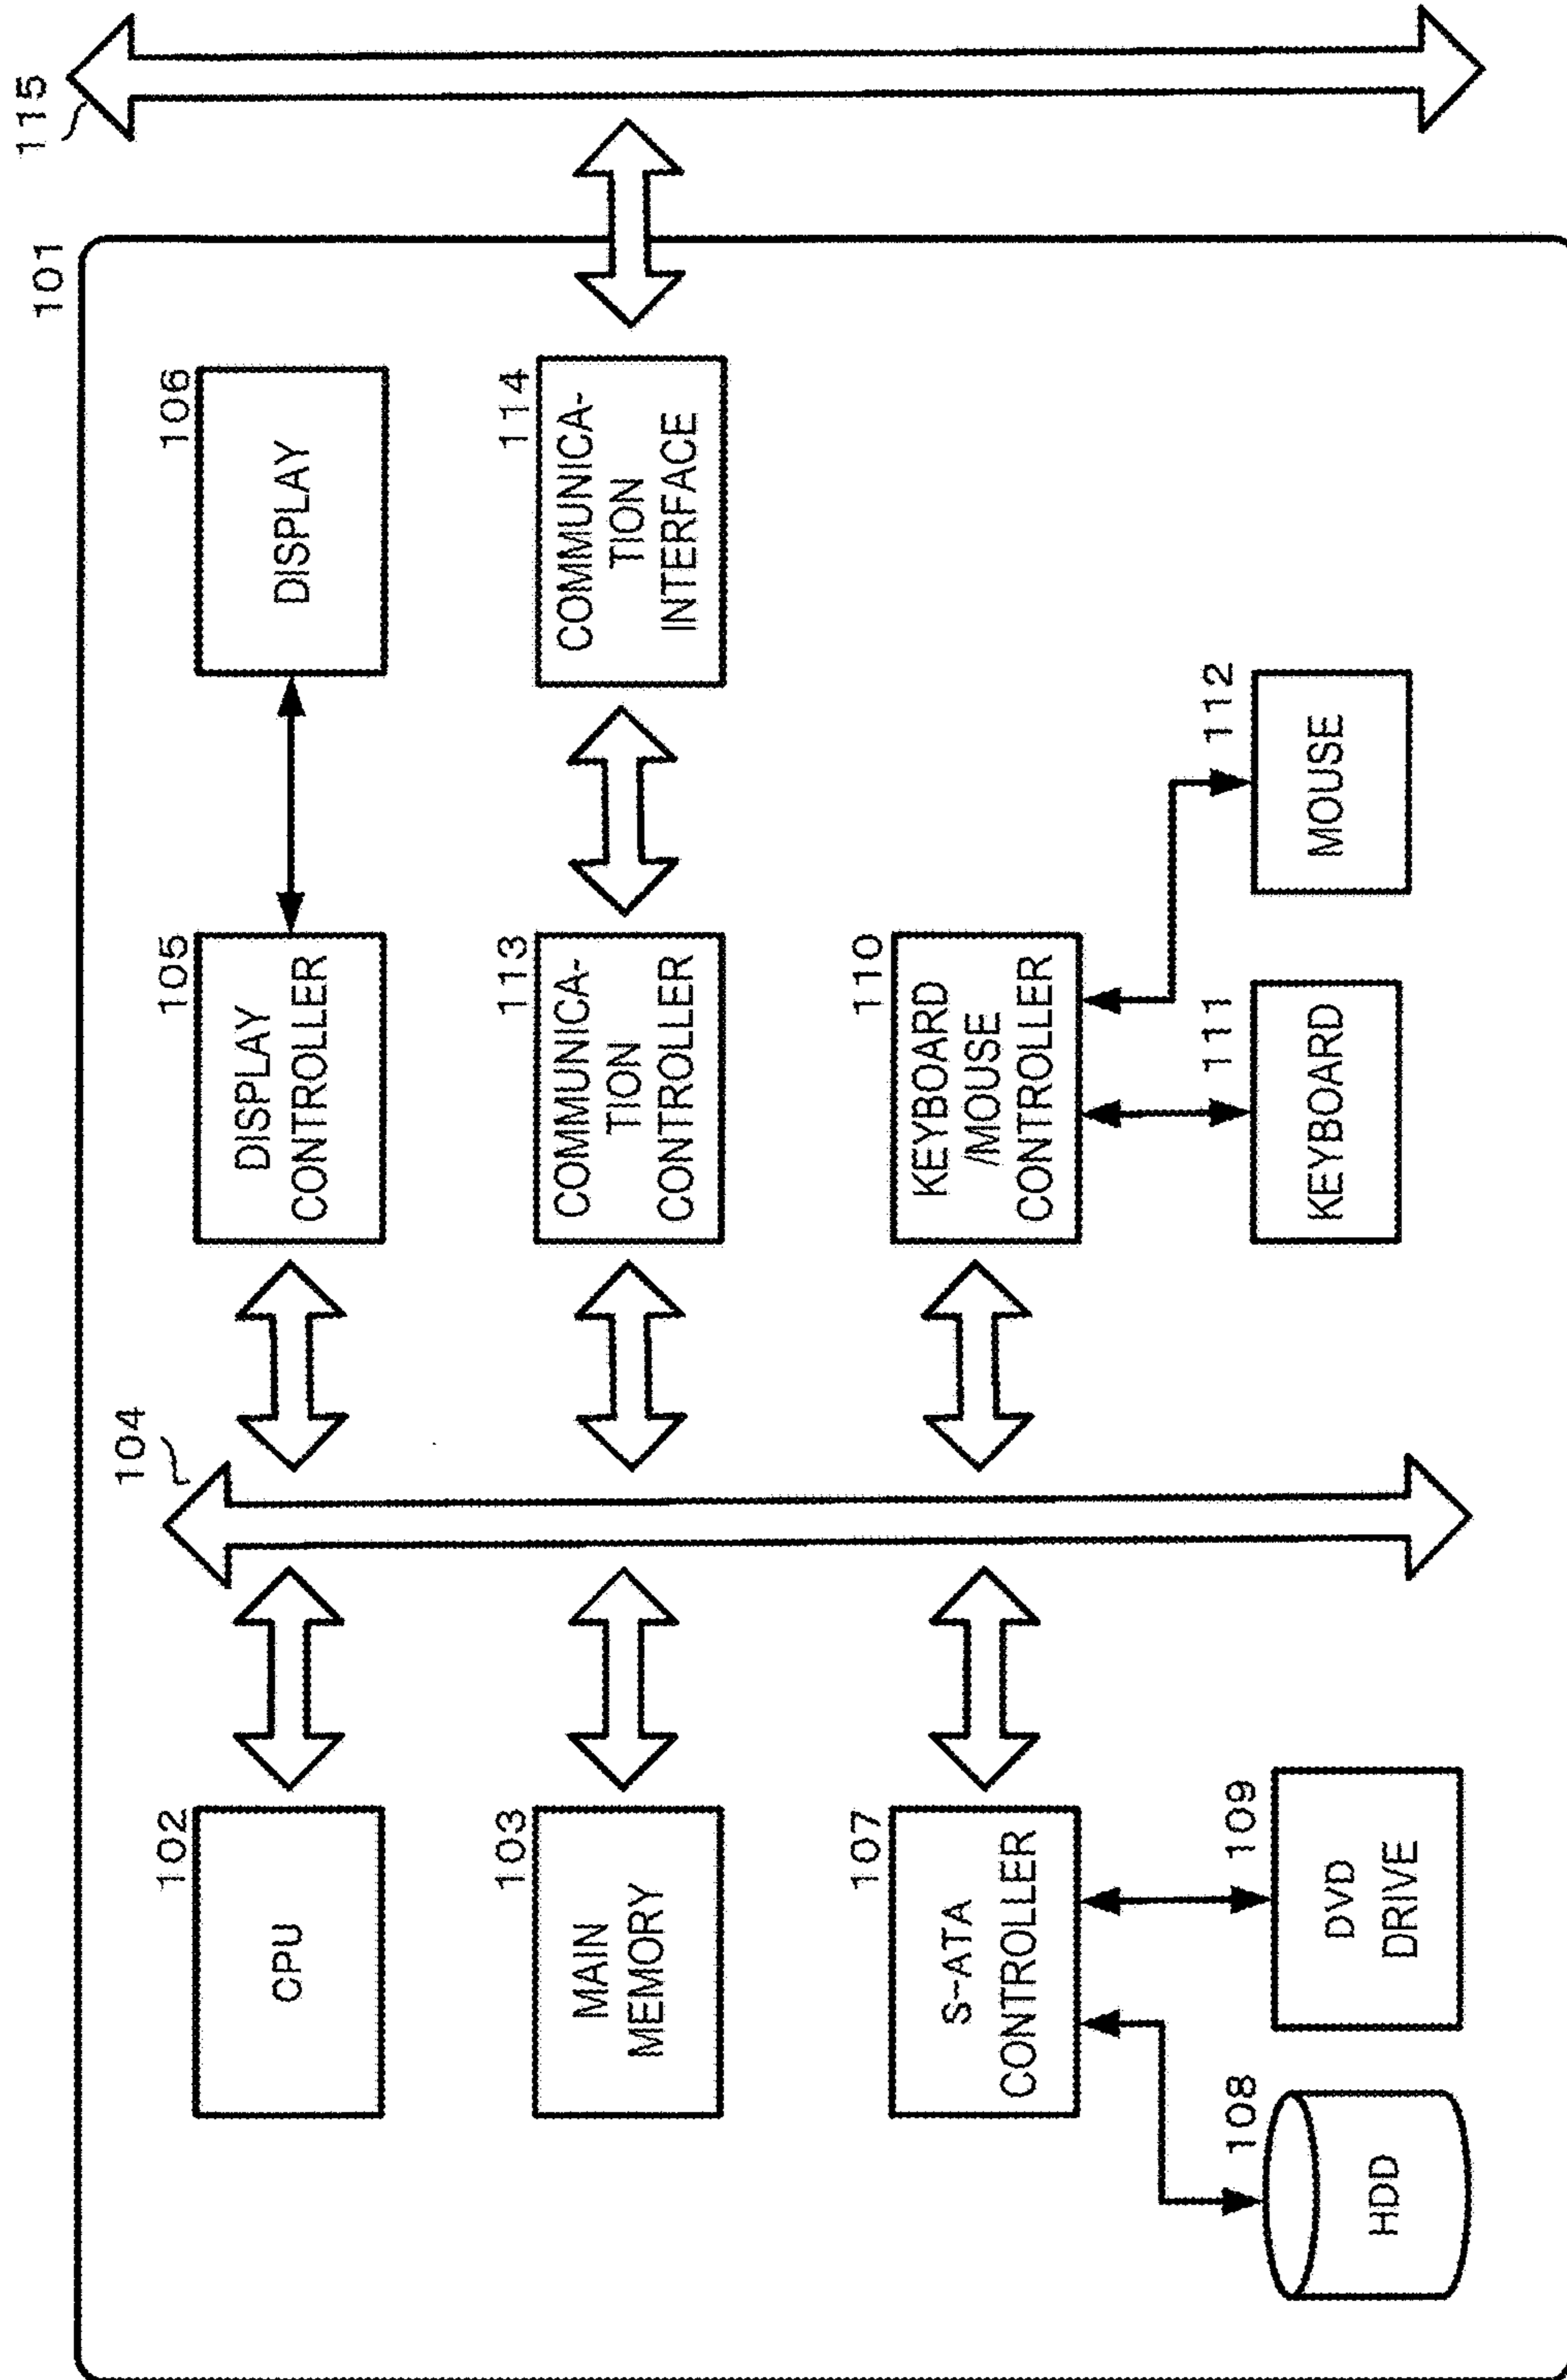 101
115
104
102
CPU
105
DISPLAY
CONTROLLER
106
DISPLAY
103
MAIN
MEMORY
113
COMMUNICA-
TION
CONTROLLER
114
COMMUNICA-
TION
INTERFACE
107
S-ATA
CONTROLLER
110
KEYBOARD
/MOUSE
CONTROLLER
108
HDD
109
DVD
DRIVE
111
KEYBOARD
112
MOUSE